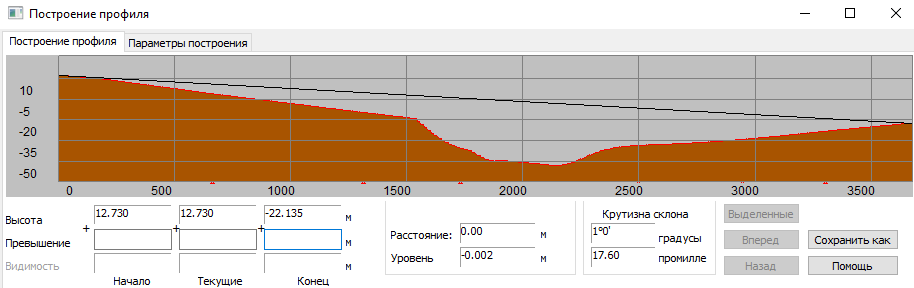 Построение профиля
Построение профиля Параметры построения
10
-5
-20
-35
-50
0 500 1000 1500 2000 2500 3000 3500
Высота 12.730 12.730 -22.135 м
Превышение + + + м
Видимость м
Начало Текущие Конец
Расстояние: 0.00 м
Уровень -0.002 м
Крутизна склона
1°0' градусы
17.60 промилле
Выделенные
Вперед Сохранить как
Назад Помощь